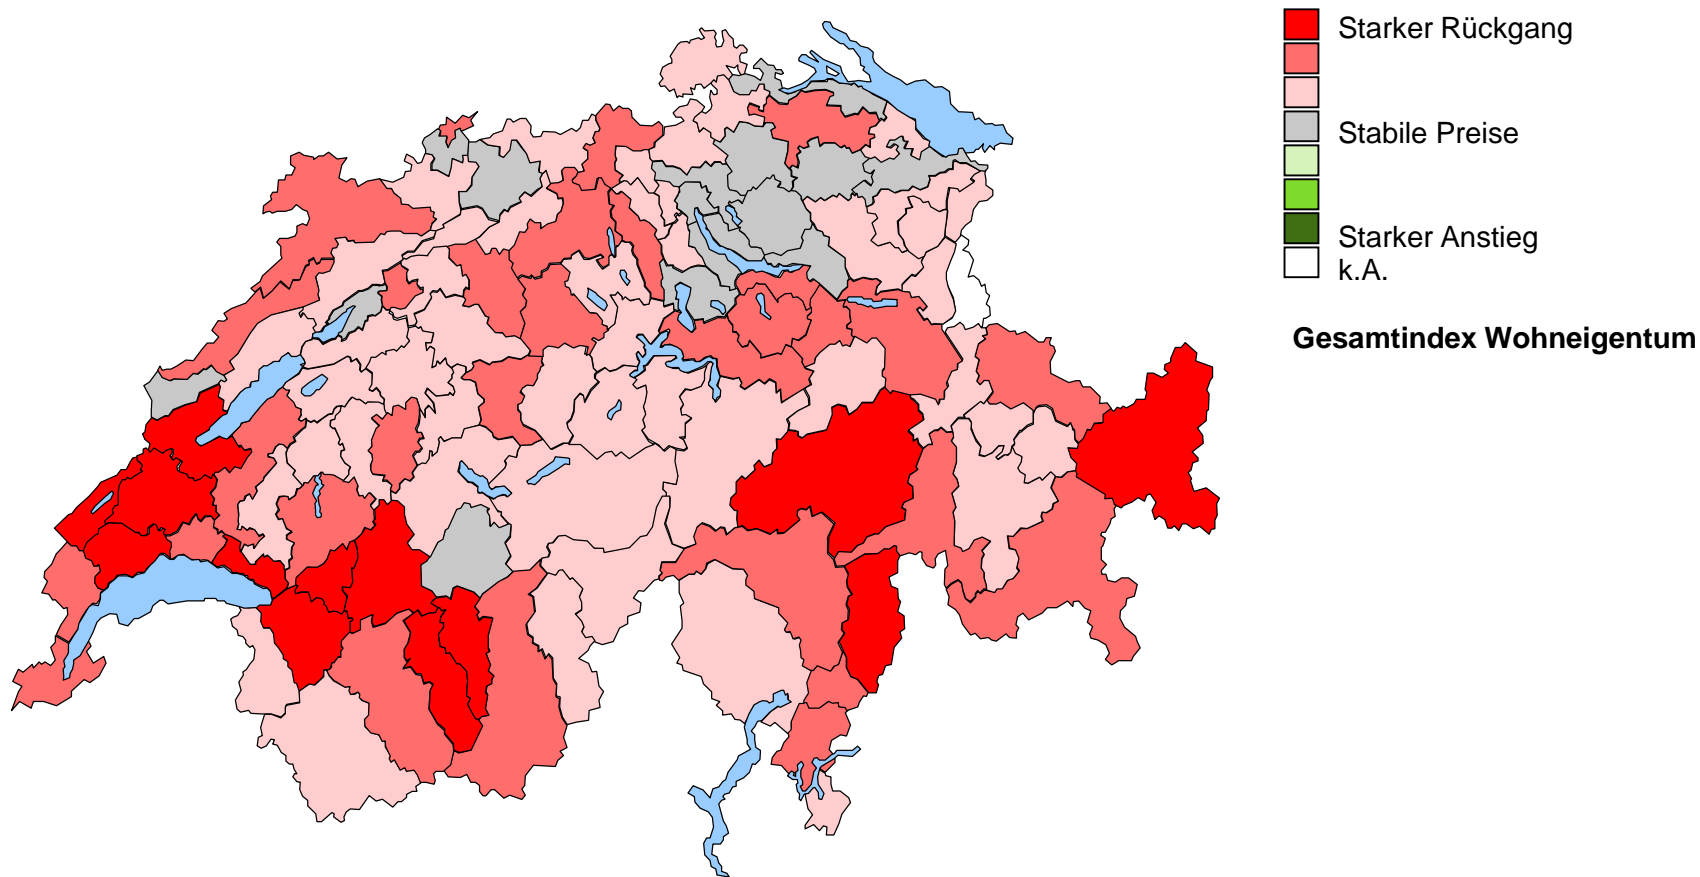 Starker Rückgang
Stabile Preise
Starker Anstieg
k.A.
Gesamtindex Wohneigentum